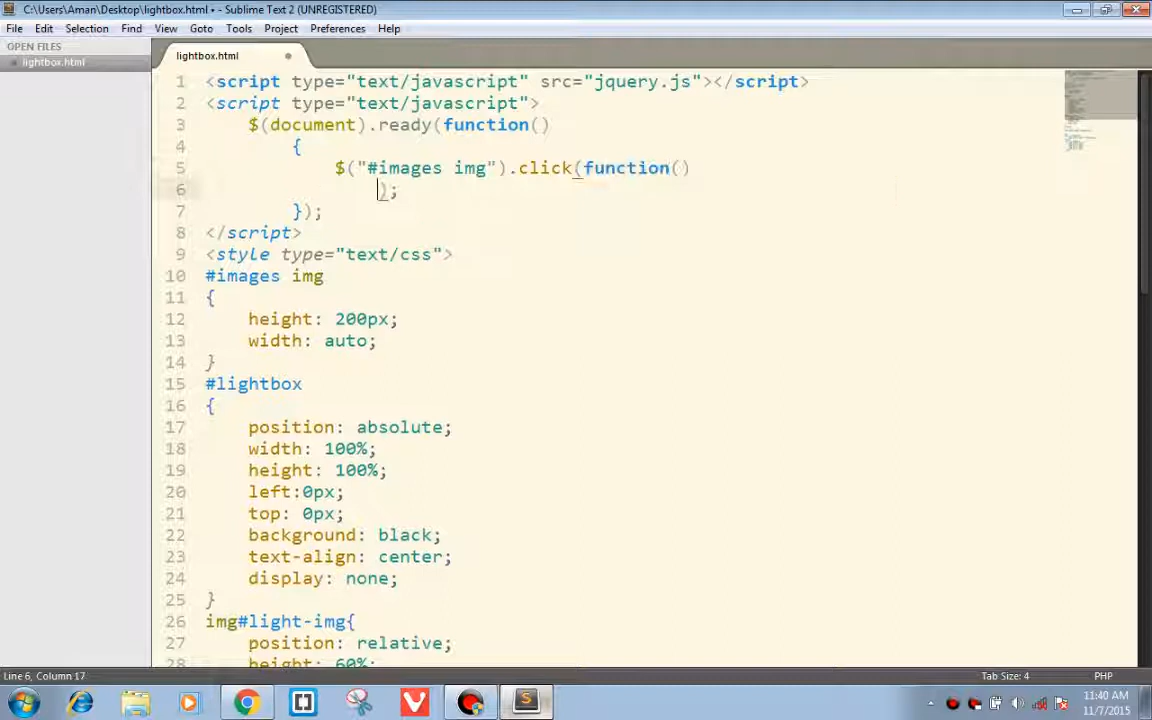 C:\Users\Aman\Desktop\lightbox.html • - Sublime Text 2 (UNREGISTERED)
File Edit Selection Find View Goto Tools Project Preferences Help
OPEN FILES
lightbox.html
lightbox.html
1 <script type="text/javascript" src="jquery.js"></script>
2 <script type="text/javascript">
3 $(document).ready(function()
4 {
5 $("#images img").click(function()
6 );
7 });
8 </script>
9 <style type="text/css">
10 #images img
11 {
12 height: 200px;
13 width: auto;
14 }
15 #lightbox
16 {
17 position: absolute;
18 width: 100%;
19 height: 100%;
20 left:0px;
21 top: 0px;
22 background: black;
23 text-align: center;
24 display: none;
25 }
26 img#light-img{
27 position: relative;
28 height: 60%;
Line 6, Column 17
Tab Size: 4
PHP
11:40 AM
11/7/2015